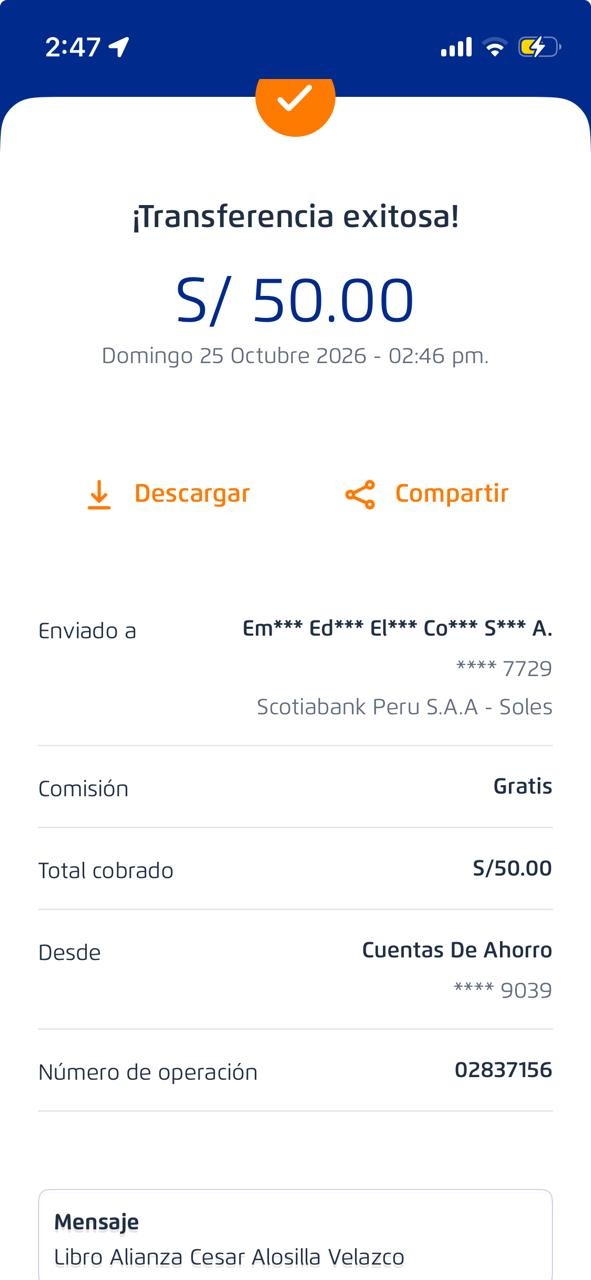 2:47
¡Transferencia exitosa!
S/ 50.00
Domingo 25 Octubre 2026 - 02:46 pm.
Descargar Compartir
Enviado a Em*** Ed*** El*** Co*** S*** A.
**** 7729
Scotiabank Peru S.A.A - Soles
Comisión Gratis
Total cobrado S/50.00
Desde Cuentas De Ahorro
**** 9039
Número de operación 02837156
Mensaje
Libro Alianza Cesar Alosilla Velazco